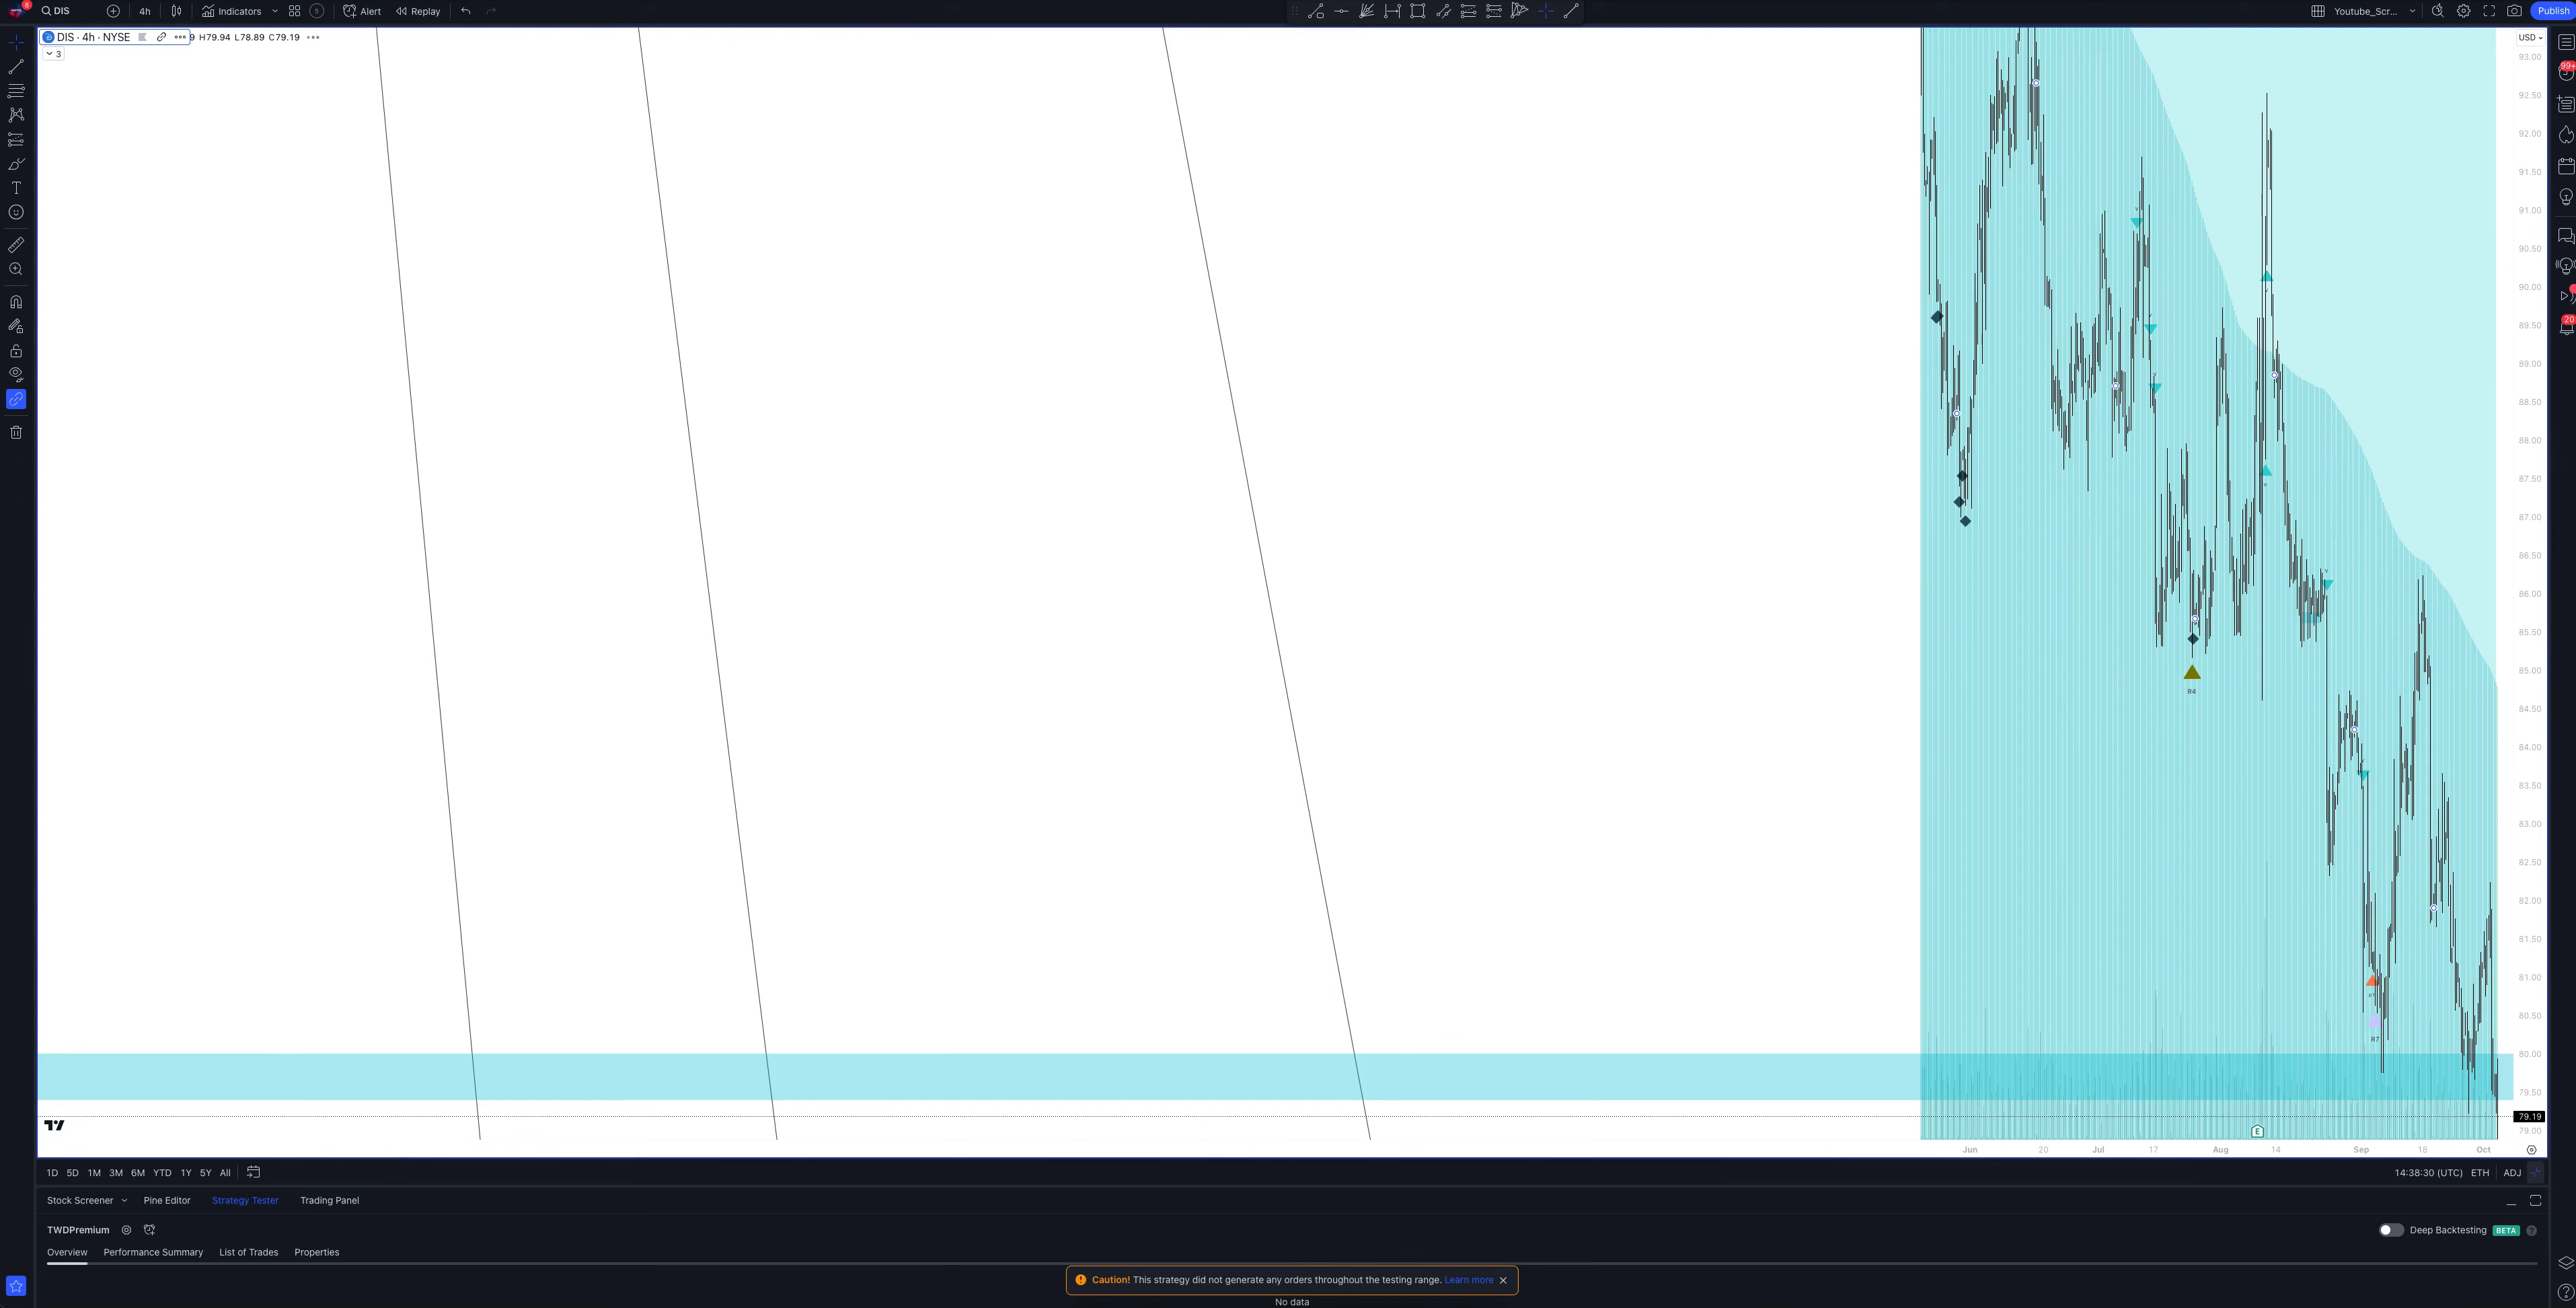 8
DIS
4h
Indicators
5
Alert
Replay
Youtube_Scr...
Publish
DIS · 4h · NYSE
9 H79.94 L78.89 C79.19
3
USD
93.00
92.50
92.00
91.50
91.00
90.50
90.00
89.50
89.00
88.50
88.00
87.50
87.00
86.50
86.00
85.50
85.00
84.50
84.00
83.50
83.00
82.50
82.00
81.50
81.00
80.50
80.00
79.50
79.19
79.00
99+
20
R4
R7
E
Jun
20
Jul
17
Aug
14
Sep
18
Oct
1D 5D 1M 3M 6M YTD 1Y 5Y All
14:38:30 (UTC) ETH ADJ
Stock Screener Pine Editor Strategy Tester Trading Panel
TWDPremium
Deep Backtesting BETA
Overview Performance Summary List of Trades Properties
Caution! This strategy did not generate any orders throughout the testing range. Learn more
No data